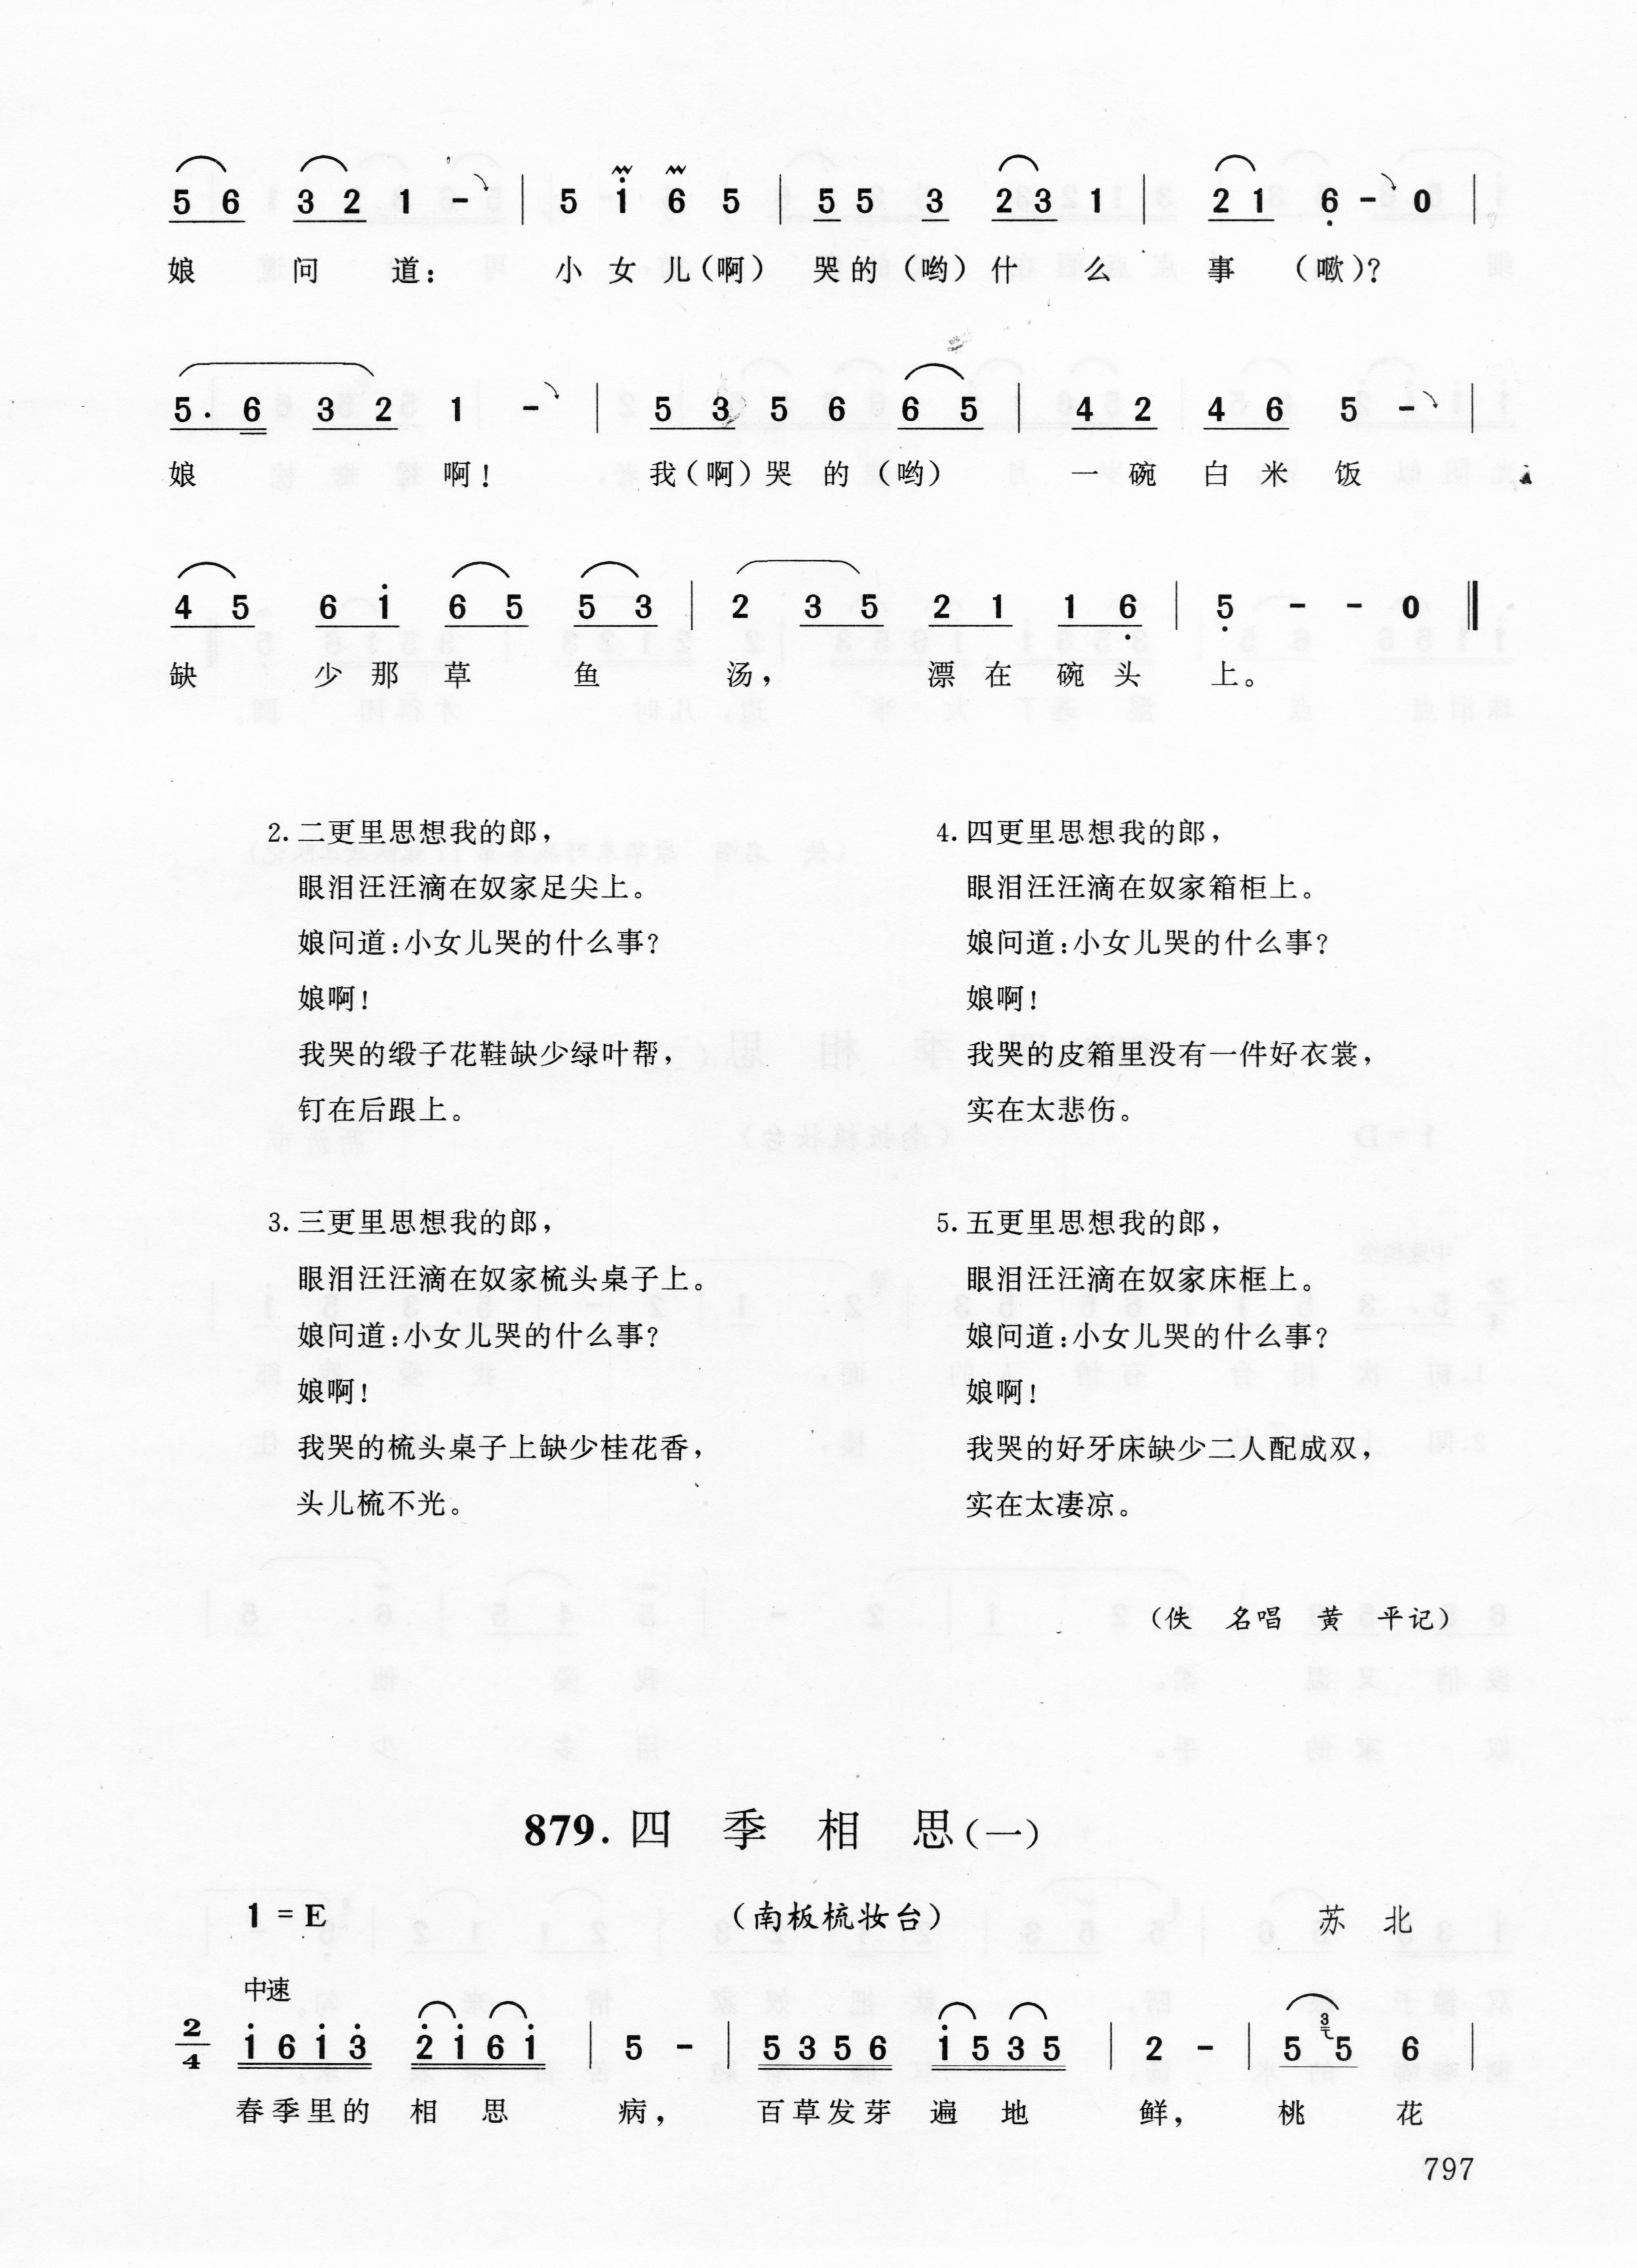 5 6 3 2 1 - | 5 i 6 5 | 5 5 3 2 3 1 | 2 1 6 - 0 |
娘 问 道: 小 女 儿(啊) 哭 的 (哟) 什 么 事 (噷)?
5. 6 3 2 1 - | 5 3 5 6 6 5 | 4 2 4 6 5 - |
娘 啊! 我(啊)哭 的 (哟) 一 碗 白 米 饭
4 5 6 i 6 5 5 3 | 2 3 5 2 1 1 6 | 5 - - 0 ‖
缺 少 那 草 鱼 汤, 漂 在 碗 头 上。
2. 二更里思想我的郎,
眼泪汪汪滴在奴家足尖上。
娘问道:小女儿哭的什么事?
娘啊!
我哭的缎子花鞋缺少绿叶帮,
钉在后跟上。
3. 三更里思想我的郎,
眼泪汪汪滴在奴家梳头桌子上。
娘问道:小女儿哭的什么事?
娘啊!
我哭的梳头桌子上缺少桂花香,
头儿梳不光。
4. 四更里思想我的郎,
眼泪汪汪滴在奴家箱柜上。
娘问道:小女儿哭的什么事?
娘啊!
我哭的皮箱里没有一件好衣裳,
实在太悲伤。
5. 五更里思想我的郎,
眼泪汪汪滴在奴家床框上。
娘问道:小女儿哭的什么事?
娘啊!
我哭的好牙床缺少二人配成双,
实在太凄凉。
(佚 名唱 黄 平记)
879. 四 季 相 思(一)
1 = E (南板梳妆台) 苏 北
中速
2/4 i 6 i 3 2 i 6 i | 5 - | 5 3 5 6 i 5 3 5 | 2 - | 5 3 5 6 |
春 季 里 的 相 思 病, 百 草 发 芽 遍 地 鲜, 桃 花
797